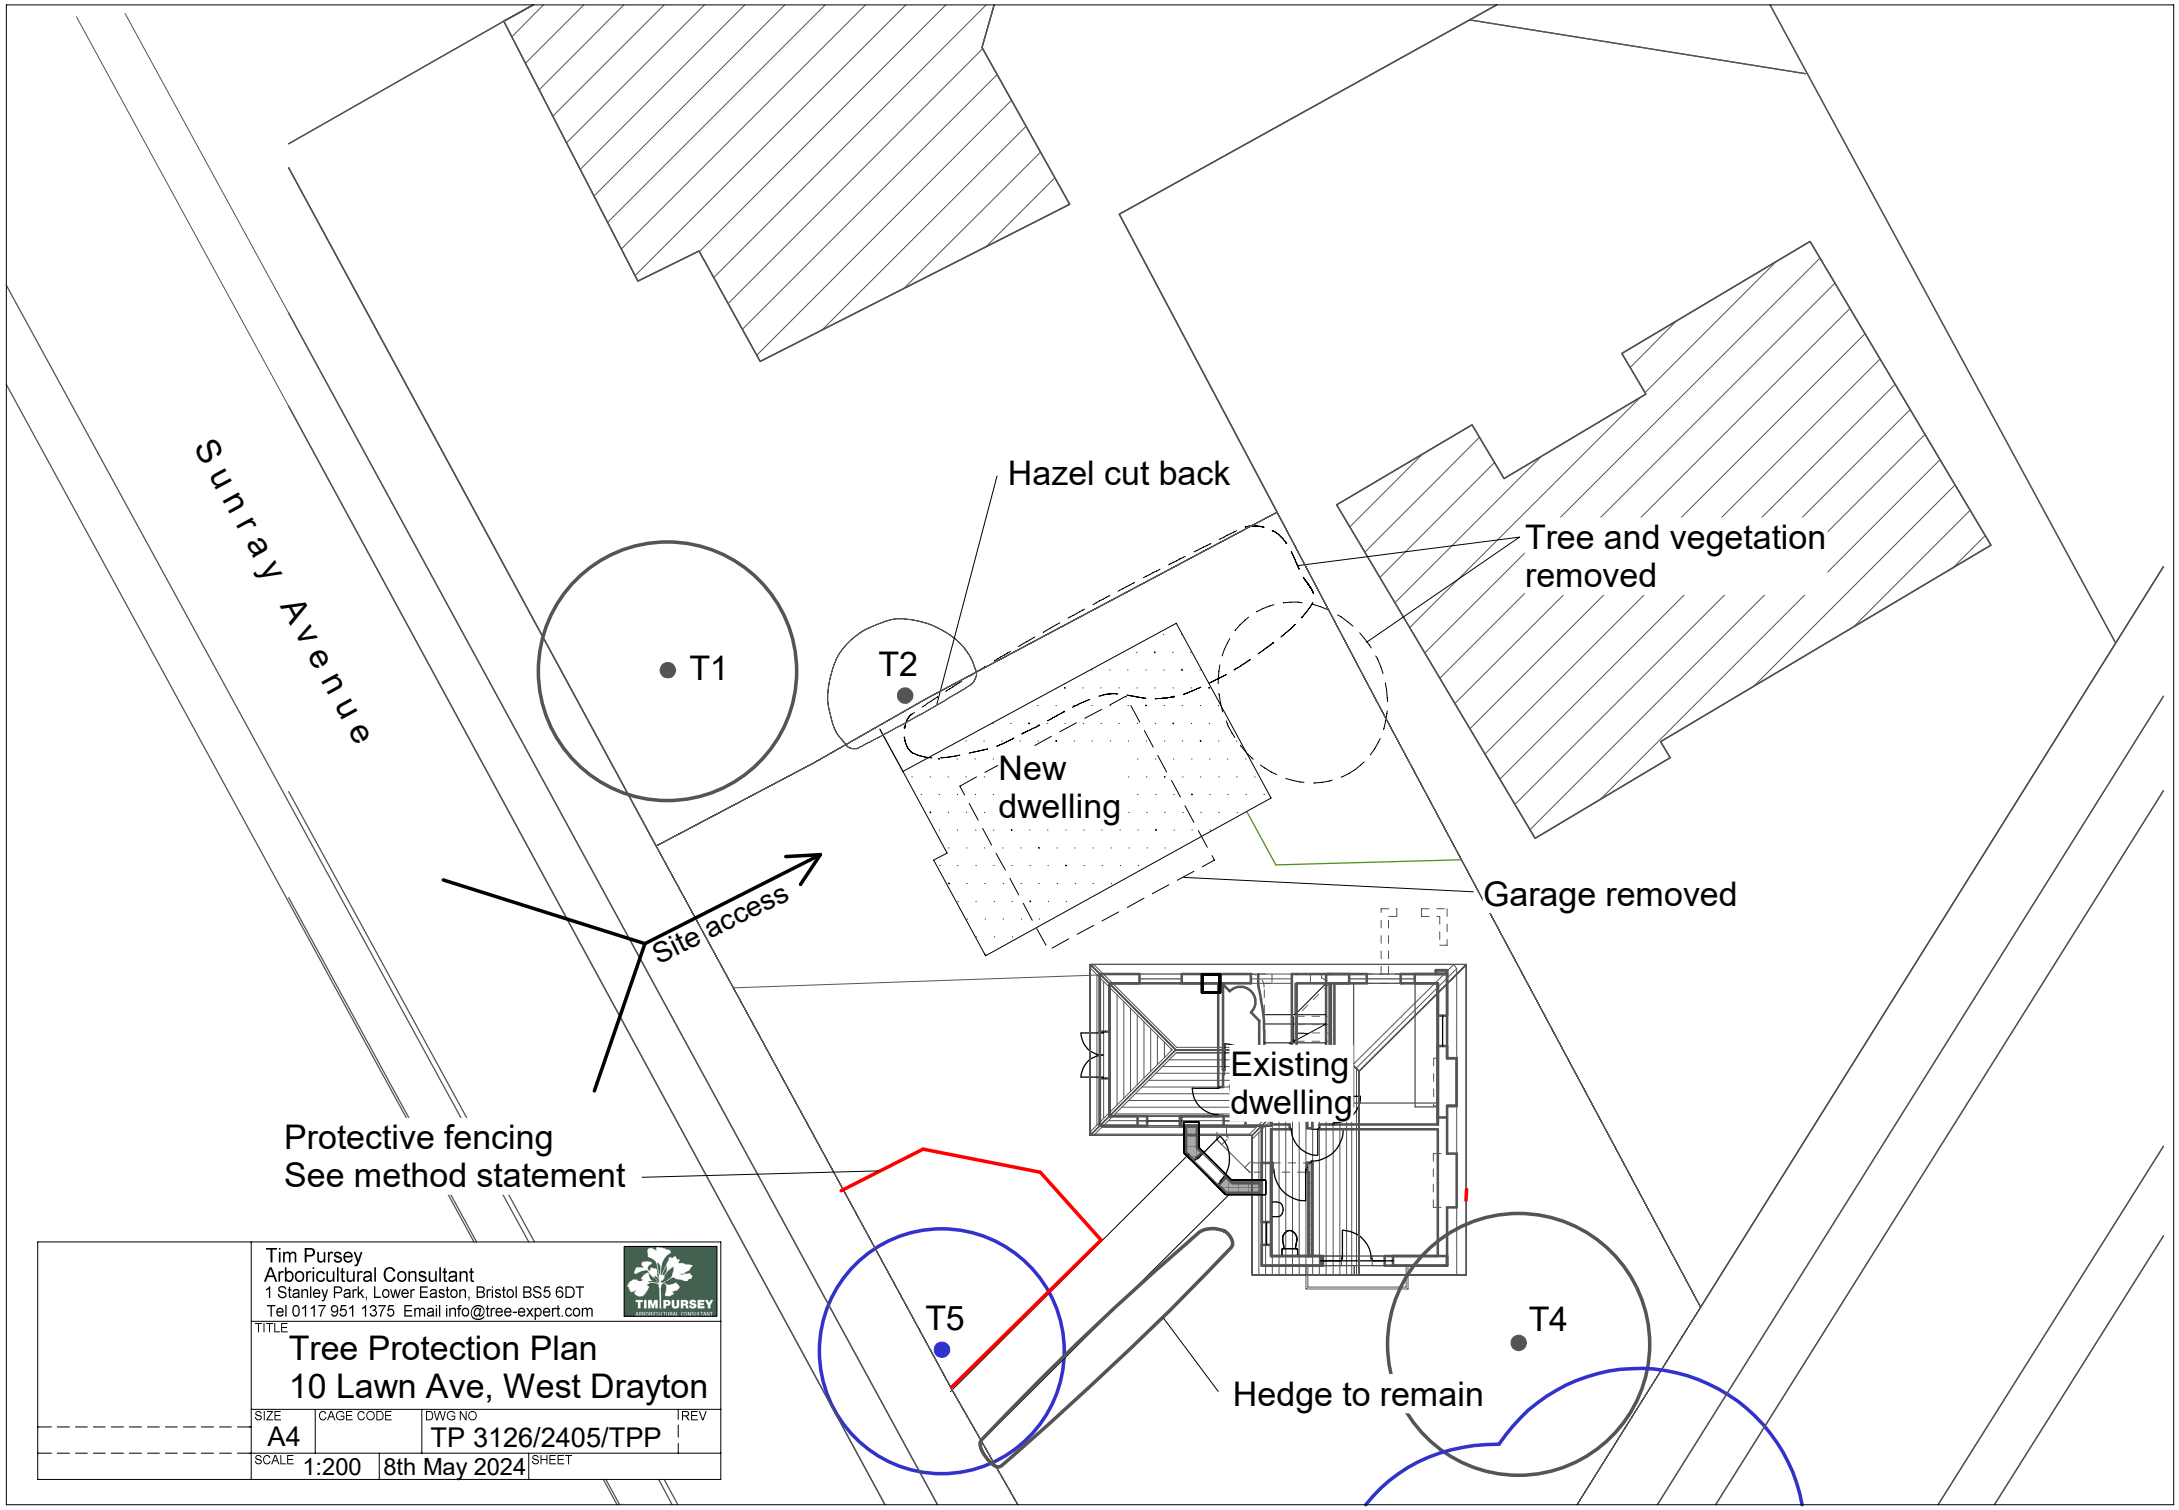 Sunray Avenue
Hazel cut back
Tree and vegetation
removed
T1
T2
New
dwelling
Site access
Garage removed
Existing
dwelling
Protective fencing
See method statement
T5
T4
Hedge to remain
Tim Pursey
Arboricultural Consultant
1 Stanley Park, Lower Easton, Bristol BS5 6DT
Tel 0117 951 1375 Email info@tree-expert.com
TIM PURSEY
ARBORICULTURAL CONSULTANT
TITLE
Tree Protection Plan
10 Lawn Ave, West Drayton
SIZE
A4
CAGE CODE
DWG NO
TP 3126/2405/TPP
REV
SCALE 1:200
8th May 2024
SHEET